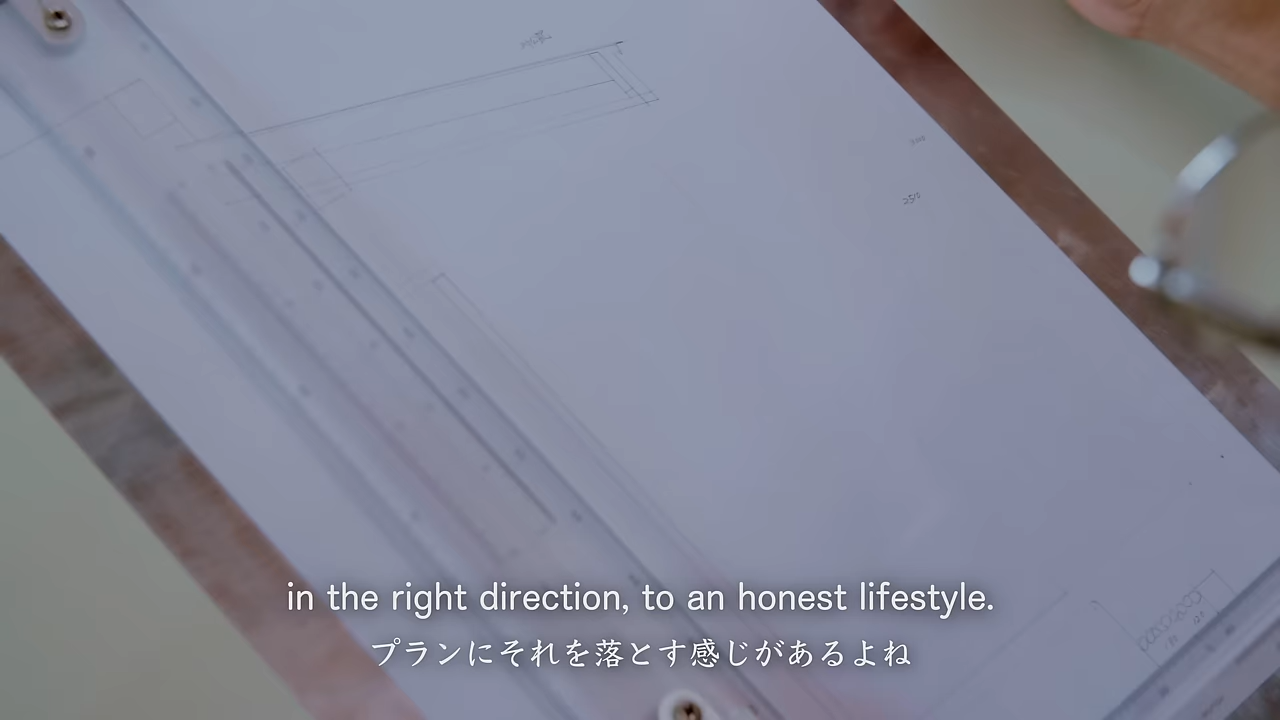 2510
in the right direction, to an honest lifestyle.
プランにそれを落とす感じがあるよね